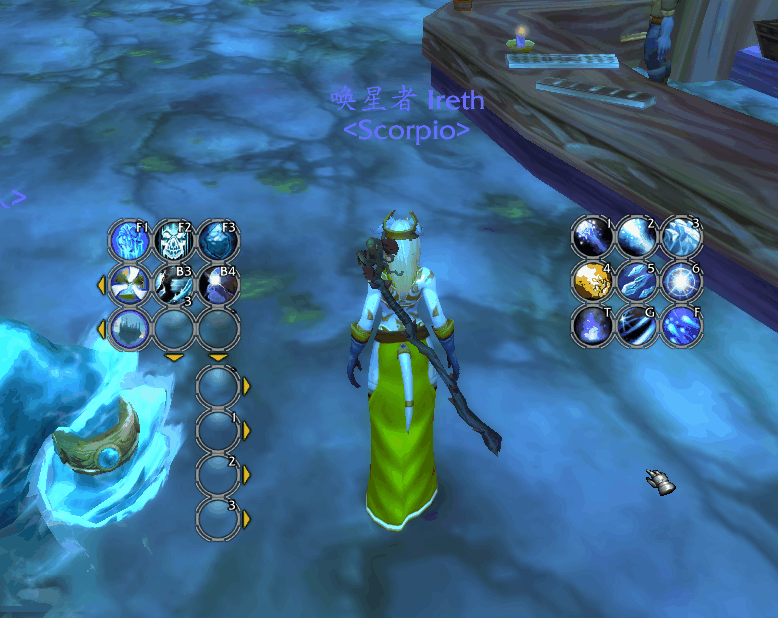 唤星者 Ireth
<Scorpio>
>
F1 F2 F3
1 2 3
B3 B4
4 5 6
3
T G F
1
2
3